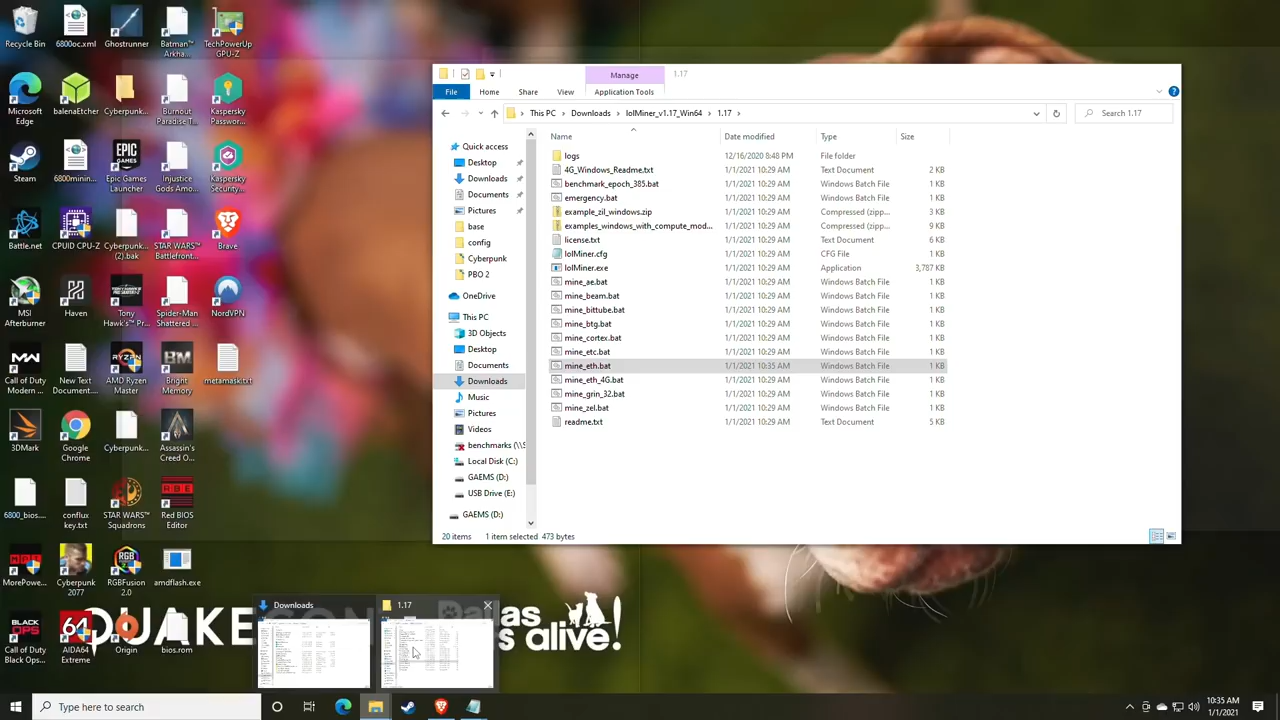 Recycle Bin
6800oc.xml
Ghostrunner
Batman™
Arkha...
TechPowerUp
GPU-Z
Microsoft
Edge
balenaEtcher
Cyberpunk...
Burnout
Paradise T...
Kaspersky
Passwor...
Steam
6800minin...
Epic Games
Launcher
Injustice
Gods Amo...
Kaspersky
Security...
Battle.net
CPUID CPU-Z
Cyberpunk...
(2).bak
STAR WARS™
Battlefront...
Brave
MSI
Afterburner
Haven
Tony
Hawk™s Pr...
Spider-Man
Shattered ...
NordVPN
Call of Duty
Modern ...
New Text
Document...
AMD Ryzen
Master
Bright
Memory
metamask.txt
3DMark
Google
Chrome
Cyberpunk...
Assassin's
Creed O...
6800_bios....
conflux
key.txt
STAR WARS™
Squadrons
Red BIOS
Editor
MorePowe...
Cyberpunk
2077
RGBFusion
2.0
amdflash.exe
AIDA64
Extreme
Manage
1.17
File
Home
Share
View
Application Tools
This PC
Downloads
lolMiner_v1.17_Win64
1.17
Search 1.17
Quick access
Desktop
Downloads
Documents
Pictures
base
config
Cyberpunk
PBO 2
OneDrive
This PC
3D Objects
Desktop
Documents
Downloads
Music
Pictures
Videos
benchmarks (\\S
Local Disk (C:)
GAEMS (D:)
USB Drive (E:)
GAEMS (D:)
Name Date modified Type Size
logs 12/16/2020 8:48 PM File folder
4G_Windows_Readme.txt 1/1/2021 10:29 AM Text Document 2 KB
benchmark_epoch_385.bat 1/1/2021 10:29 AM Windows Batch File 1 KB
emergency.bat 1/1/2021 10:29 AM Windows Batch File 1 KB
example_zil_windows.zip 1/1/2021 10:29 AM Compressed (zipp... 3 KB
examples_windows_with_compute_mod... 1/1/2021 10:29 AM Compressed (zipp... 9 KB
license.txt 1/1/2021 10:29 AM Text Document 6 KB
lolMiner.cfg 1/1/2021 10:29 AM CFG File 1 KB
lolMiner.exe 1/1/2021 10:29 AM Application 3,787 KB
mine_ae.bat 1/1/2021 10:29 AM Windows Batch File 1 KB
mine_beam.bat 1/1/2021 10:29 AM Windows Batch File 1 KB
mine_bittube.bat 1/1/2021 10:29 AM Windows Batch File 1 KB
mine_btg.bat 1/1/2021 10:29 AM Windows Batch File 1 KB
mine_cortex.bat 1/1/2021 10:29 AM Windows Batch File 1 KB
mine_etc.bat 1/1/2021 10:29 AM Windows Batch File 1 KB
mine_eth.bat 1/1/2021 10:35 AM Windows Batch File 1 KB
mine_eth_4G.bat 1/1/2021 10:29 AM Windows Batch File 1 KB
mine_grin_32.bat 1/1/2021 10:29 AM Windows Batch File 1 KB
mine_zel.bat 1/1/2021 10:29 AM Windows Batch File 1 KB
readme.txt 1/1/2021 10:29 AM Text Document 5 KB
20 items 1 item selected 473 bytes
Downloads
1.17
Type here to search
10:35 AM
1/1/2021